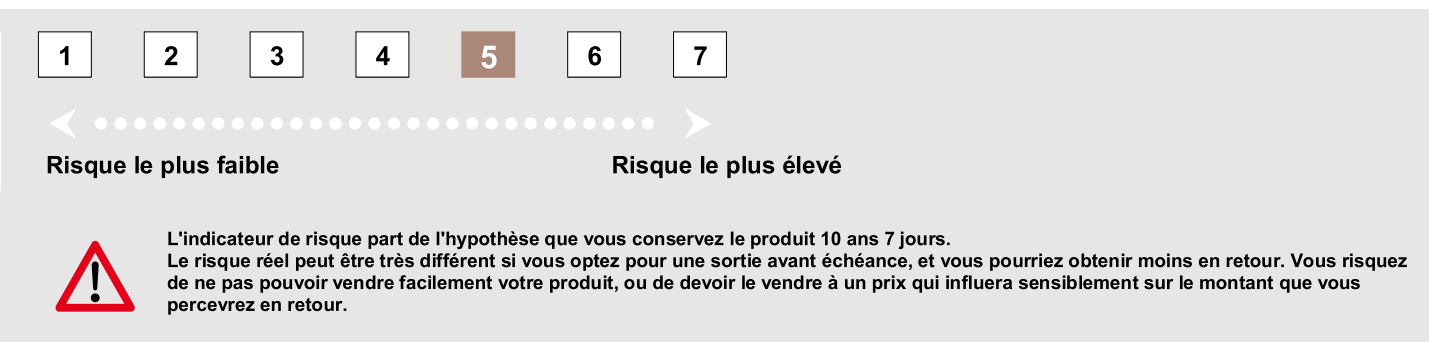 1 2 3 4 5 6 7
Risque le plus faible Risque le plus élevé
L'indicateur de risque part de l'hypothèse que vous conservez le produit 10 ans 7 jours.
Le risque réel peut être très différent si vous optez pour une sortie avant échéance, et vous pourriez obtenir moins en retour. Vous risquez
de ne pas pouvoir vendre facilement votre produit, ou de devoir le vendre à un prix qui influera sensiblement sur le montant que vous
percevrez en retour.